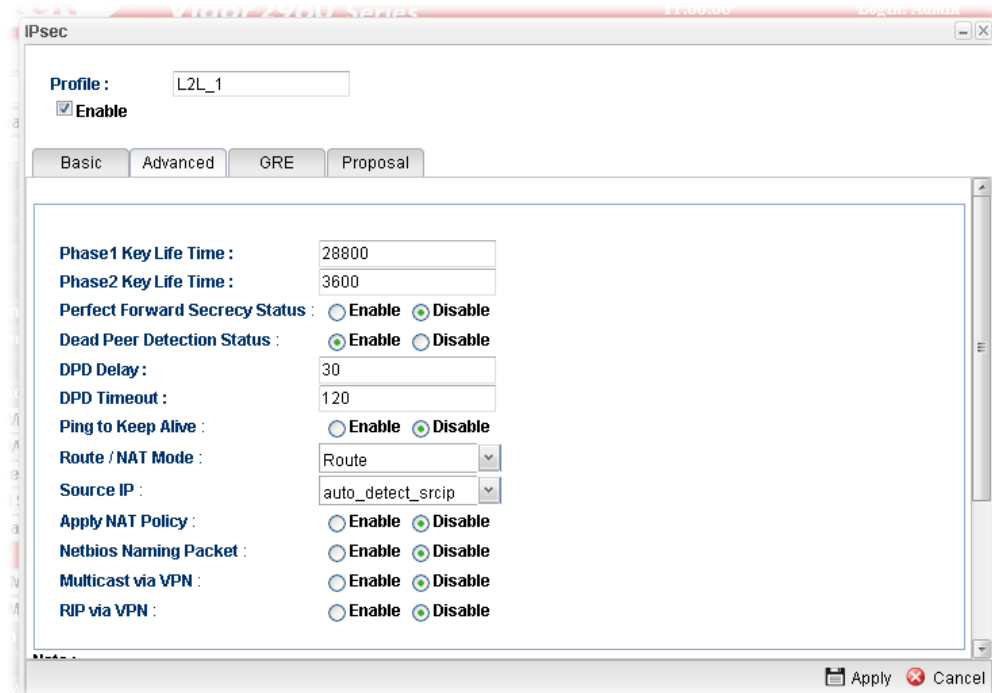 Vigor 2960 Series
IPsec
Profile :
L2L_1
Enable
Basic
Advanced
GRE
Proposal
Phase1 Key Life Time :
28800
Phase2 Key Life Time :
3600
Perfect Forward Secrecy Status :
Enable Disable
Dead Peer Detection Status :
Enable Disable
DPD Delay :
30
DPD Timeout :
120
Ping to Keep Alive :
Enable Disable
Route / NAT Mode :
Route
Source IP :
auto_detect_srcip
Apply NAT Policy :
Enable Disable
Netbios Naming Packet :
Enable Disable
Multicast via VPN :
Enable Disable
RIP via VPN :
Enable Disable
Apply
Cancel